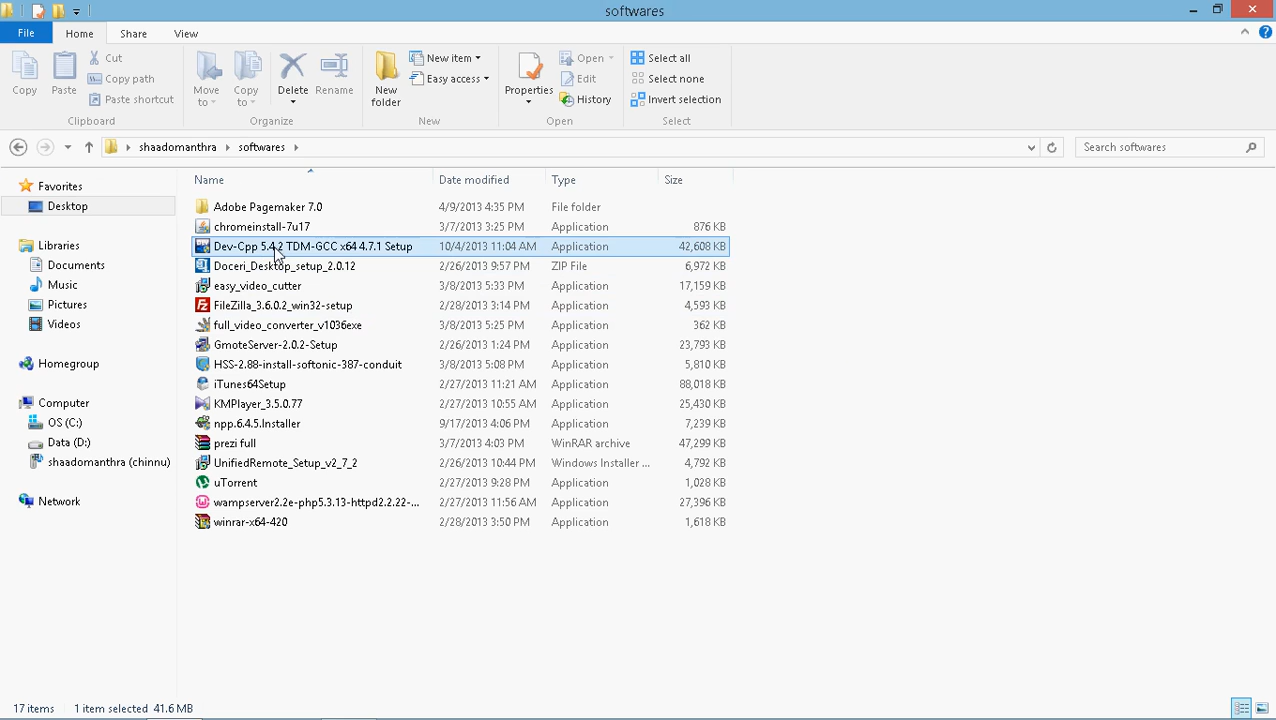 softwares
File Home Share View
Copy Paste Cut Copy path Paste shortcut Clipboard
Move to Copy to Delete Rename Organize
New folder New item Easy access New
Properties Open Edit History Open
Select all Select none Invert selection Select
shaadomanthra softwares Search softwares
Favorites
Desktop
Libraries
Documents
Music
Pictures
Videos
Homegroup
Computer
OS (C:)
Data (D:)
shaadomanthra (chinnu)
Network
Name Date modified Type Size
Adobe Pagemaker 7.0 4/9/2013 4:35 PM File folder
chromeinstall-7u17 3/7/2013 3:25 PM Application 876 KB
Dev-Cpp 5.4.2 TDM-GCC x64 4.7.1 Setup 10/4/2013 11:04 AM Application 42,608 KB
Doceri_Desktop_setup_2.0.12 2/26/2013 9:57 PM ZIP File 6,972 KB
easy_video_cutter 3/8/2013 5:33 PM Application 17,159 KB
FileZilla_3.6.0.2_win32-setup 2/28/2013 3:14 PM Application 4,593 KB
full_video_converter_v1036exe 3/8/2013 5:25 PM Application 362 KB
GmoteServer-2.0.2-Setup 2/26/2013 1:24 PM Application 23,793 KB
HSS-2.88-install-softonic-387-conduit 3/8/2013 5:08 PM Application 5,810 KB
iTunes64Setup 2/27/2013 11:21 AM Application 88,018 KB
KMPlayer_3.5.0.77 2/27/2013 10:55 AM Application 25,430 KB
npp.6.4.5.Installer 9/17/2013 4:06 PM Application 7,239 KB
prezi full 3/7/2013 4:03 PM WinRAR archive 47,299 KB
UnifiedRemote_Setup_v2_7_2 2/26/2013 10:44 PM Windows Installer ... 4,792 KB
uTorrent 2/27/2013 9:28 PM Application 1,028 KB
wampserver2.2e-php5.3.13-httpd2.2.22-... 2/27/2013 11:56 AM Application 27,396 KB
winrar-x64-420 2/28/2013 3:50 PM Application 1,618 KB
17 items 1 item selected 41.6 MB